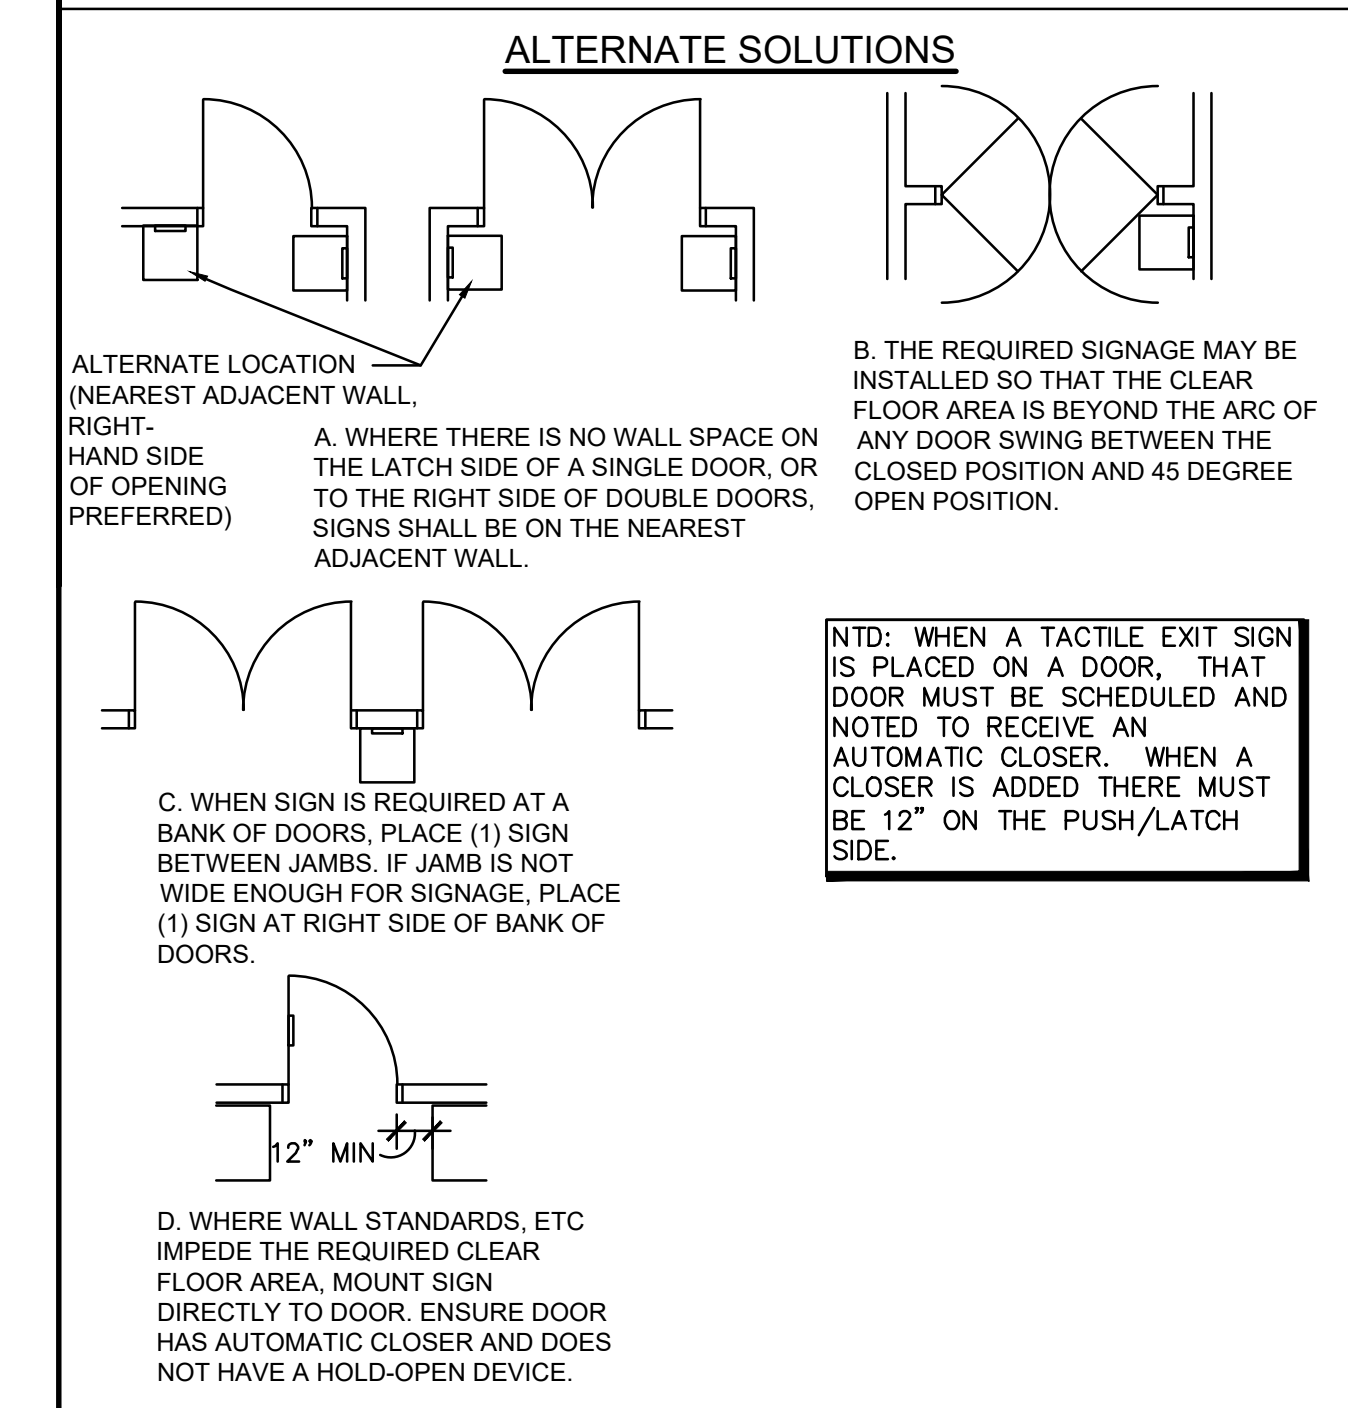 ALTERNATE SOLUTIONS
ALTERNATE LOCATION
(NEAREST ADJACENT WALL,
RIGHT-
HAND SIDE
OF OPENING
PREFERRED)
A. WHERE THERE IS NO WALL SPACE ON
THE LATCH SIDE OF A SINGLE DOOR, OR
TO THE RIGHT SIDE OF DOUBLE DOORS,
SIGNS SHALL BE ON THE NEAREST
ADJACENT WALL.
B. THE REQUIRED SIGNAGE MAY BE
INSTALLED SO THAT THE CLEAR
FLOOR AREA IS BEYOND THE ARC OF
ANY DOOR SWING BETWEEN THE
CLOSED POSITION AND 45 DEGREE
OPEN POSITION.
C. WHEN SIGN IS REQUIRED AT A
BANK OF DOORS, PLACE (1) SIGN
BETWEEN JAMBS. IF JAMB IS NOT
WIDE ENOUGH FOR SIGNAGE, PLACE
(1) SIGN AT RIGHT SIDE OF BANK OF
DOORS.
NTD: WHEN A TACTILE EXIT SIGN
IS PLACED ON A DOOR, THAT
DOOR MUST BE SCHEDULED AND
NOTED TO RECEIVE AN
AUTOMATIC CLOSER. WHEN A
CLOSER IS ADDED THERE MUST
BE 12" ON THE PUSH/LATCH
SIDE.
12" MIN
D. WHERE WALL STANDARDS, ETC
IMPEDE THE REQUIRED CLEAR
FLOOR AREA, MOUNT SIGN
DIRECTLY TO DOOR. ENSURE DOOR
HAS AUTOMATIC CLOSER AND DOES
NOT HAVE A HOLD-OPEN DEVICE.